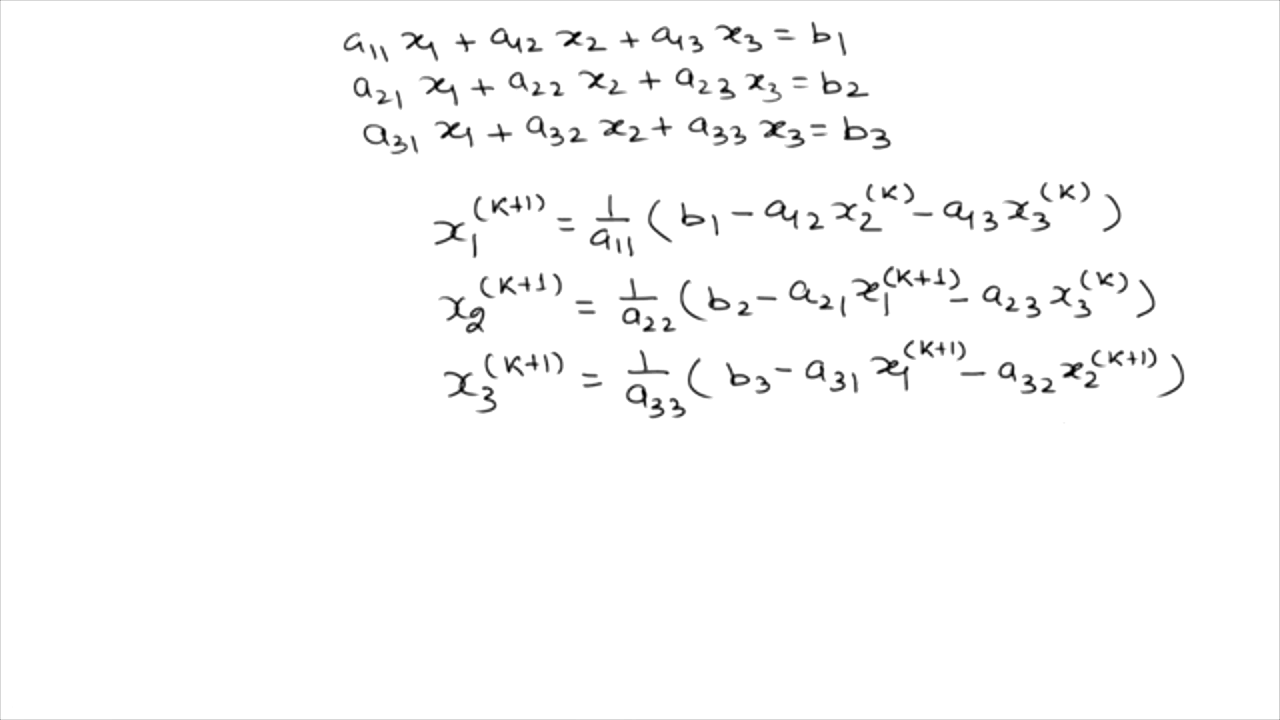 a₁₁ x₁ + a₁₂ x₂ + a₁₃ x₃ = b₁
a₂₁ x₁ + a₂₂ x₂ + a₂₃ x₃ = b₂
a₃₁ x₁ + a₃₂ x₂ + a₃₃ x₃ = b₃
x₁^(K+1) = 1/a₁₁ ( b₁ - a₁₂ x₂^(K) - a₁₃ x₃^(K) )
x₂^(K+1) = 1/a₂₂ ( b₂ - a₂₁ x₁^(K+1) - a₂₃ x₃^(K) )
x₃^(K+1) = 1/a₃₃ ( b₃ - a₃₁ x₁^(K+1) - a₃₂ x₂^(K+1) )